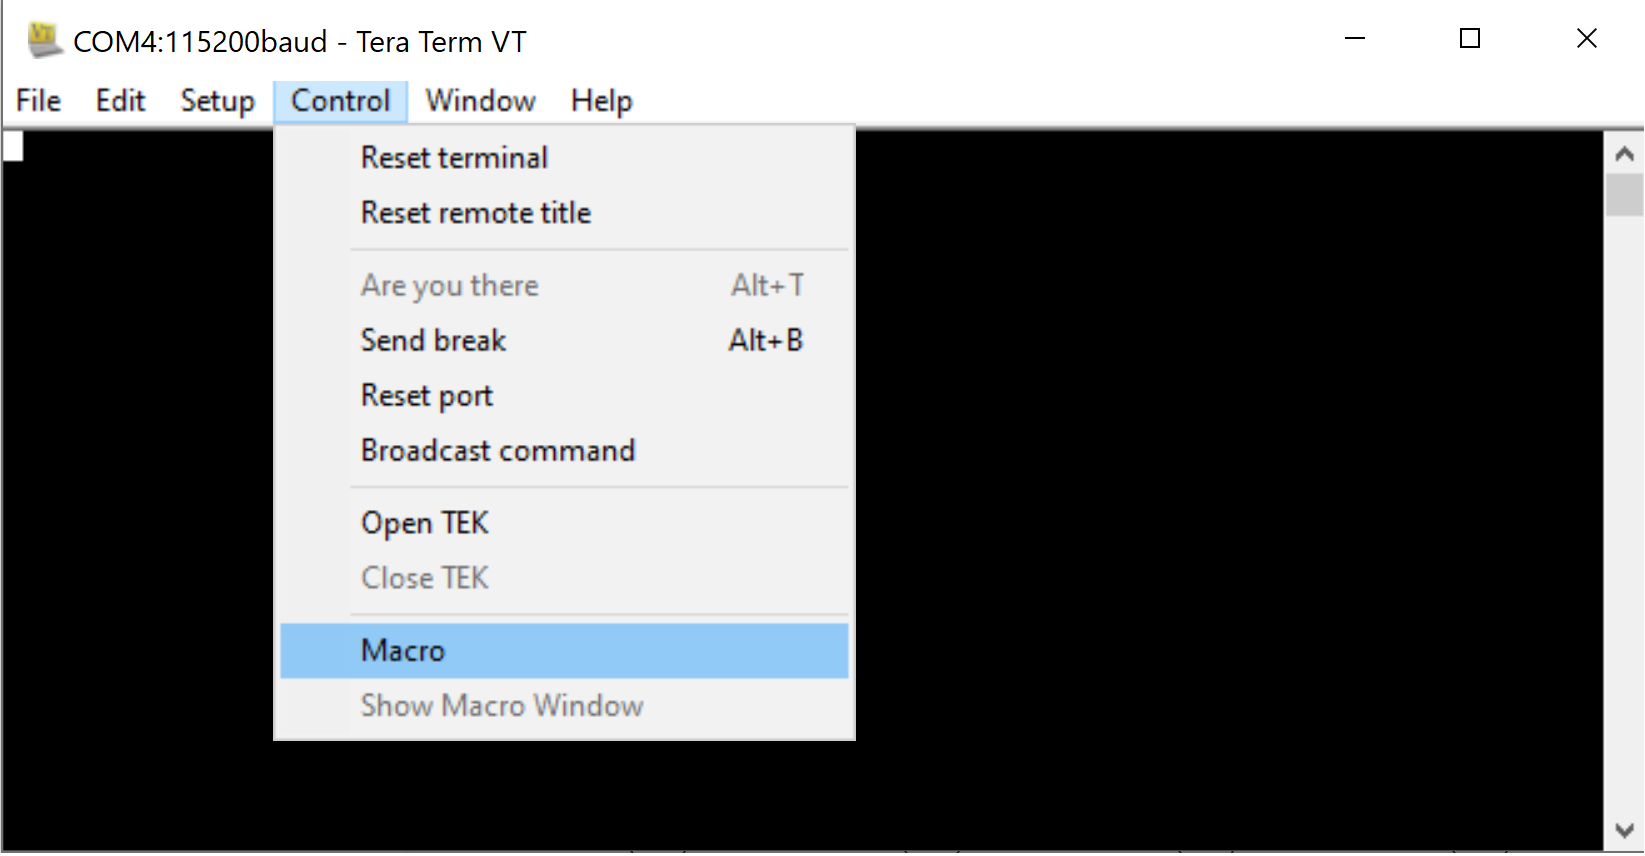 COM4:115200baud - Tera Term VT
File Edit Setup Control Window Help
Reset terminal
Reset remote title
Are you there Alt+T
Send break Alt+B
Reset port
Broadcast command
Open TEK
Close TEK
Macro
Show Macro Window